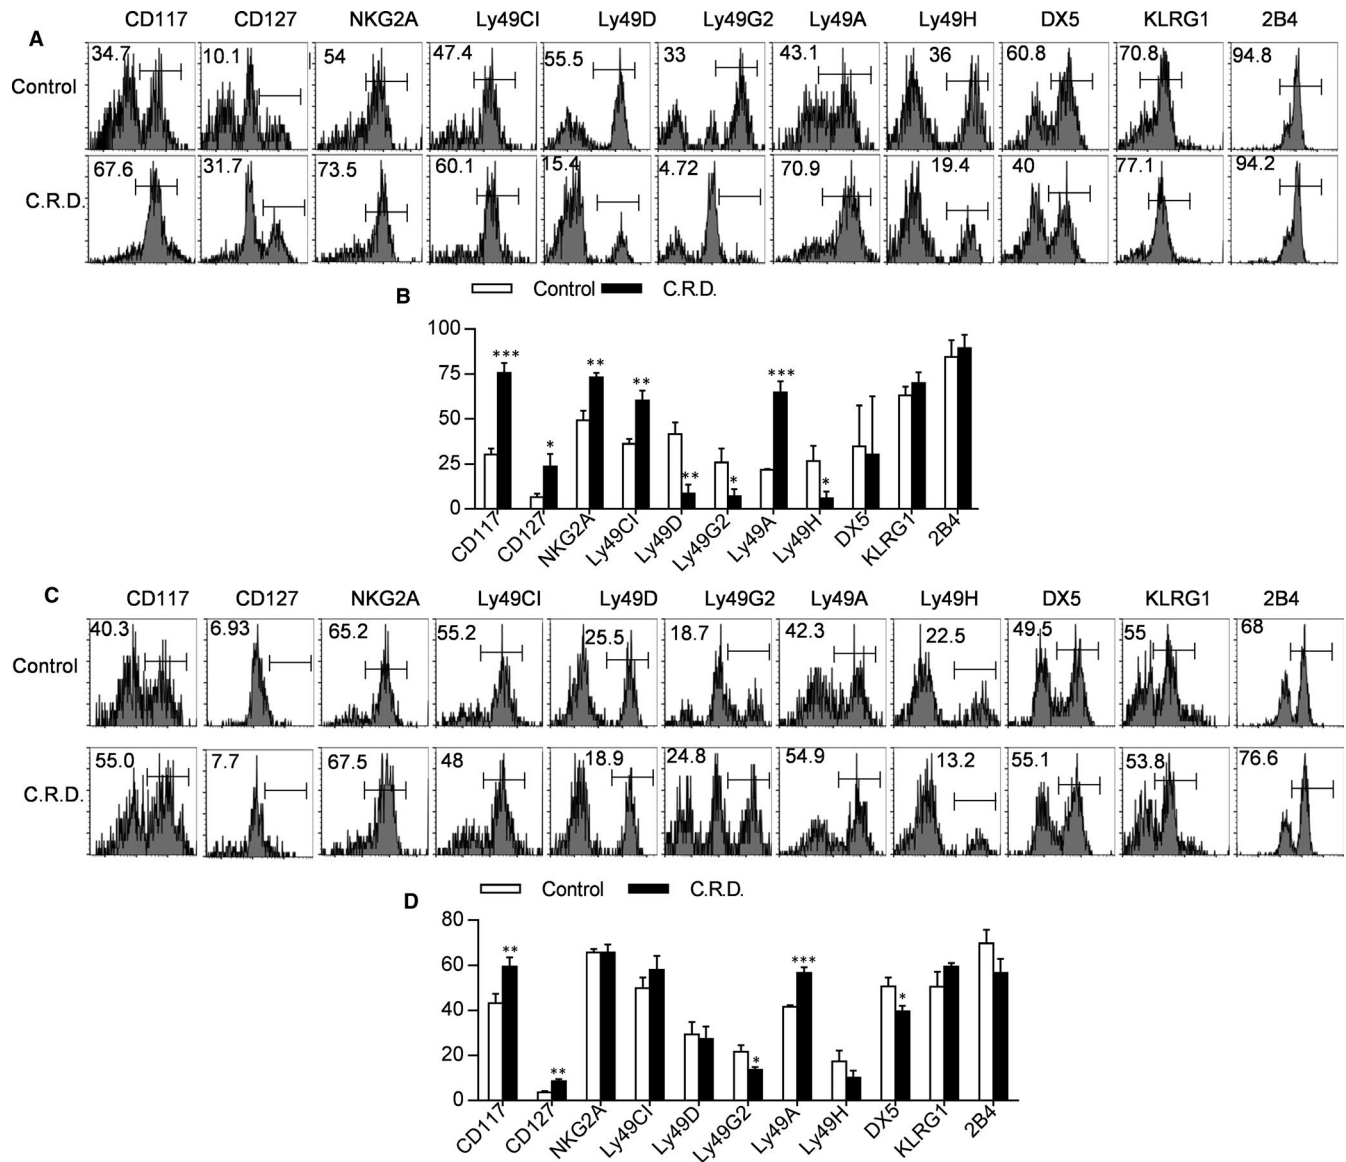 CD117 CD127 NKG2A Ly49CI Ly49D Ly49G2 Ly49A Ly49H DX5 KLRG1 2B4
A
Control 34.7 10.1 54 47.4 55.5 33 43.1 36 60.8 70.8 94.8
C.R.D. 67.6 31.7 73.5 60.1 15.4 4.72 70.9 19.4 40 77.1 94.2
B
Control C.R.D.
100
75
50
25
0
*** * ** ** ** * *** *
CD117 CD127 NKG2A Ly49CI Ly49D Ly49G2 Ly49A Ly49H DX5 KLRG1 2B4
C
CD117 CD127 NKG2A Ly49CI Ly49D Ly49G2 Ly49A Ly49H DX5 KLRG1 2B4
Control 40.3 6.93 65.2 55.2 25.5 18.7 42.3 22.5 49.5 55 68
C.R.D. 55.0 7.7 67.5 48 18.9 24.8 54.9 13.2 55.1 53.8 76.6
D
Control C.R.D.
80
60
40
20
0
** ** * *** *
CD117 CD127 NKG2A Ly49CI Ly49D Ly49G2 Ly49A Ly49H DX5 KLRG1 2B4